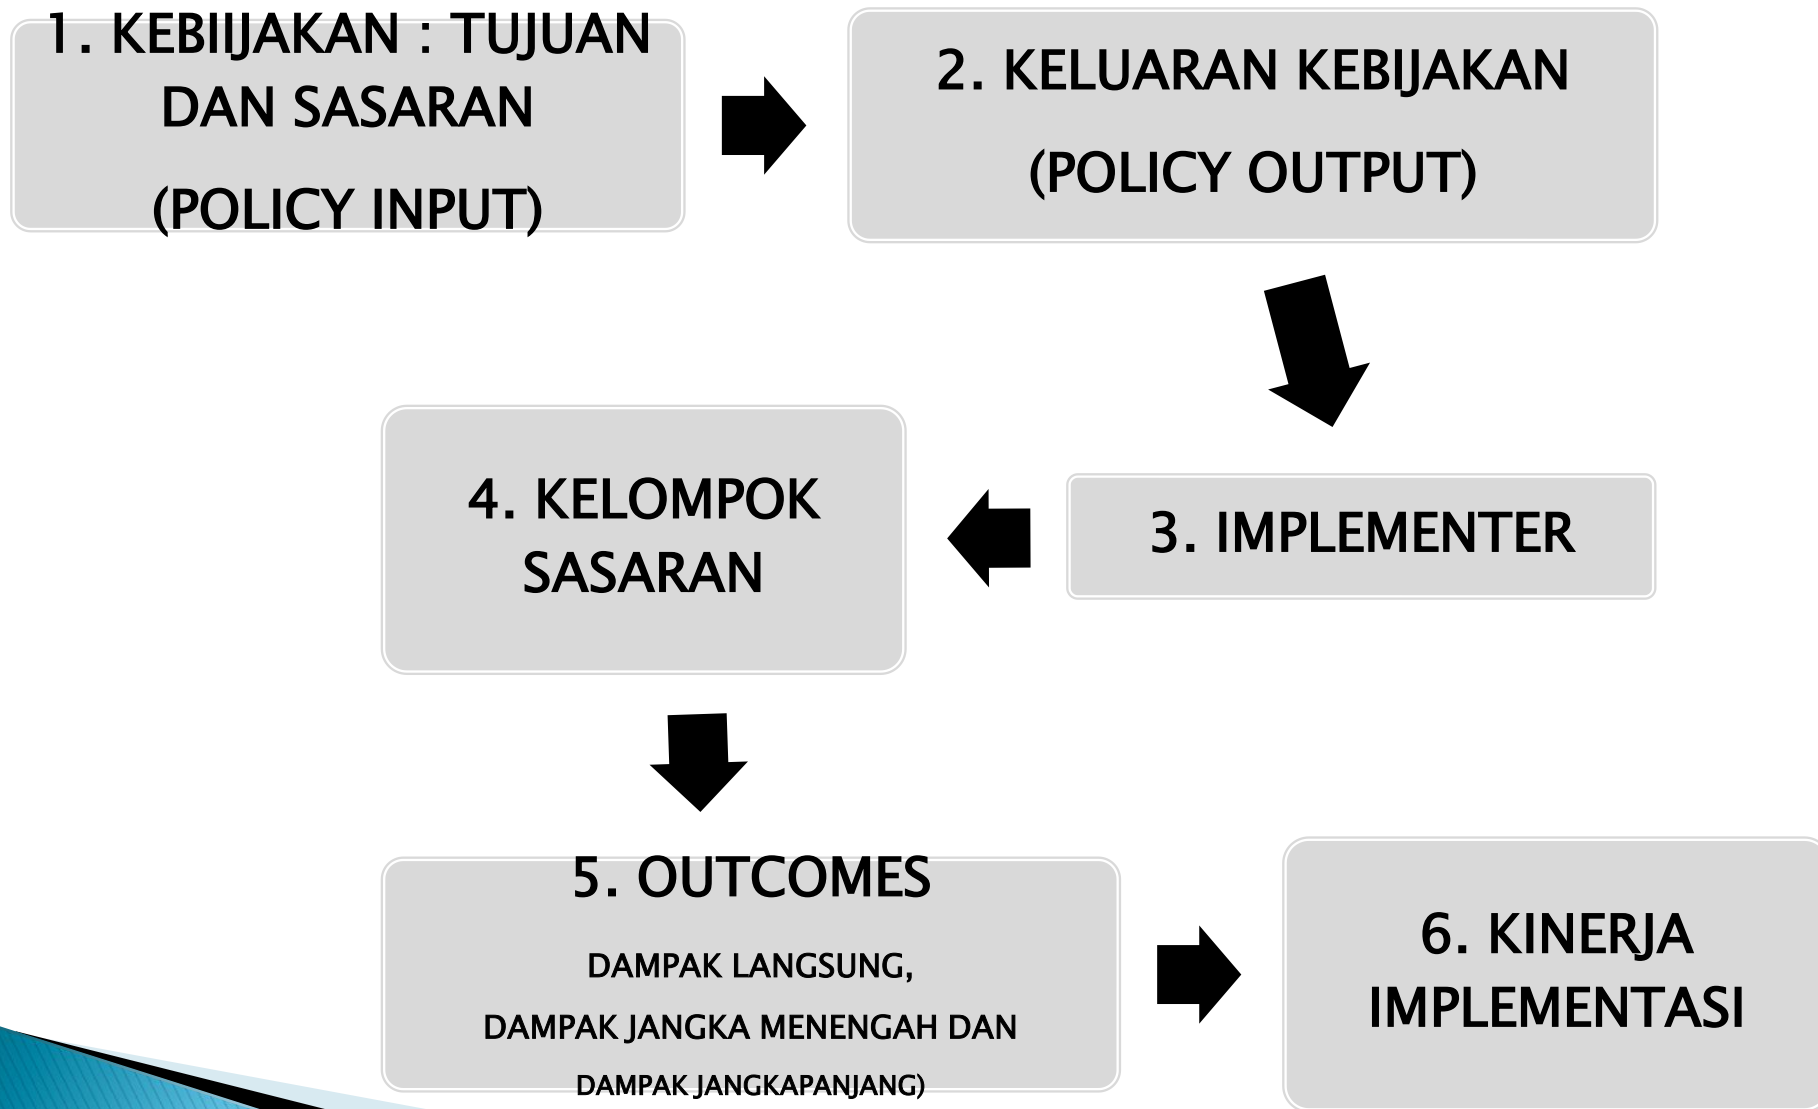 1. KEBIIJAKAN : TUJUAN
DAN SASARAN
(POLICY INPUT)
2. KELUARAN KEBIJAKAN
(POLICY OUTPUT)
3. IMPLEMENTER
4. KELOMPOK
SASARAN
5. OUTCOMES
DAMPAK LANGSUNG,
DAMPAK JANGKA MENENGAH DAN
DAMPAK JANGKAPANJANG)
6. KINERJA
IMPLEMENTASI